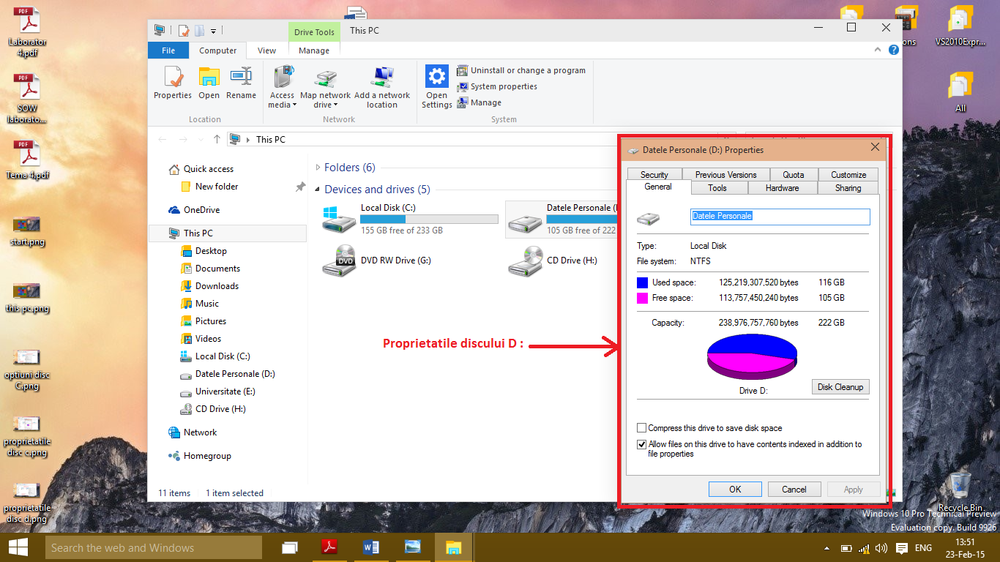 Laborator
4.pdf
SOW
laborato...
Tema 4.pdf
start.png
this pc.png
optiuni disc
C.png
proprietatile
disc c.png
proprietatile
disc d.png
ons
VS2010Expr...
All
Recycle Bin
Drive Tools
This PC
File
Computer
View
Manage
Properties
Open
Rename
Location
Access
media
Map network
drive
Add a network
location
Network
Open
Settings
Uninstall or change a program
System properties
Manage
System
This PC
Quick access
New folder
OneDrive
This PC
Desktop
Documents
Downloads
Music
Pictures
Videos
Local Disk (C:)
Datele Personale (D:)
Universitate (E:)
CD Drive (H:)
Network
Homegroup
Folders (6)
Devices and drives (5)
Local Disk (C:)
155 GB free of 233 GB
Datele Personale (
105 GB free of 222
DVD
DVD RW Drive (G:)
CD Drive (H:)
Proprietatile discului D :
11 items 1 item selected
Datele Personale (D:) Properties
Security Previous Versions Quota Customize
General Tools Hardware Sharing
Datele Personale
Type: Local Disk
File system: NTFS
Used space: 125,219,307,520 bytes 116 GB
Free space: 113,757,450,240 bytes 105 GB
Capacity: 238,976,757,760 bytes 222 GB
Drive D:
Disk Cleanup
Compress this drive to save disk space
Allow files on this drive to have contents indexed in addition to
file properties
OK Cancel Apply
Windows 10 Pro Technical Preview
Evaluation copy. Build 9926
Search the web and Windows
ENG
13:51
23-Feb-15